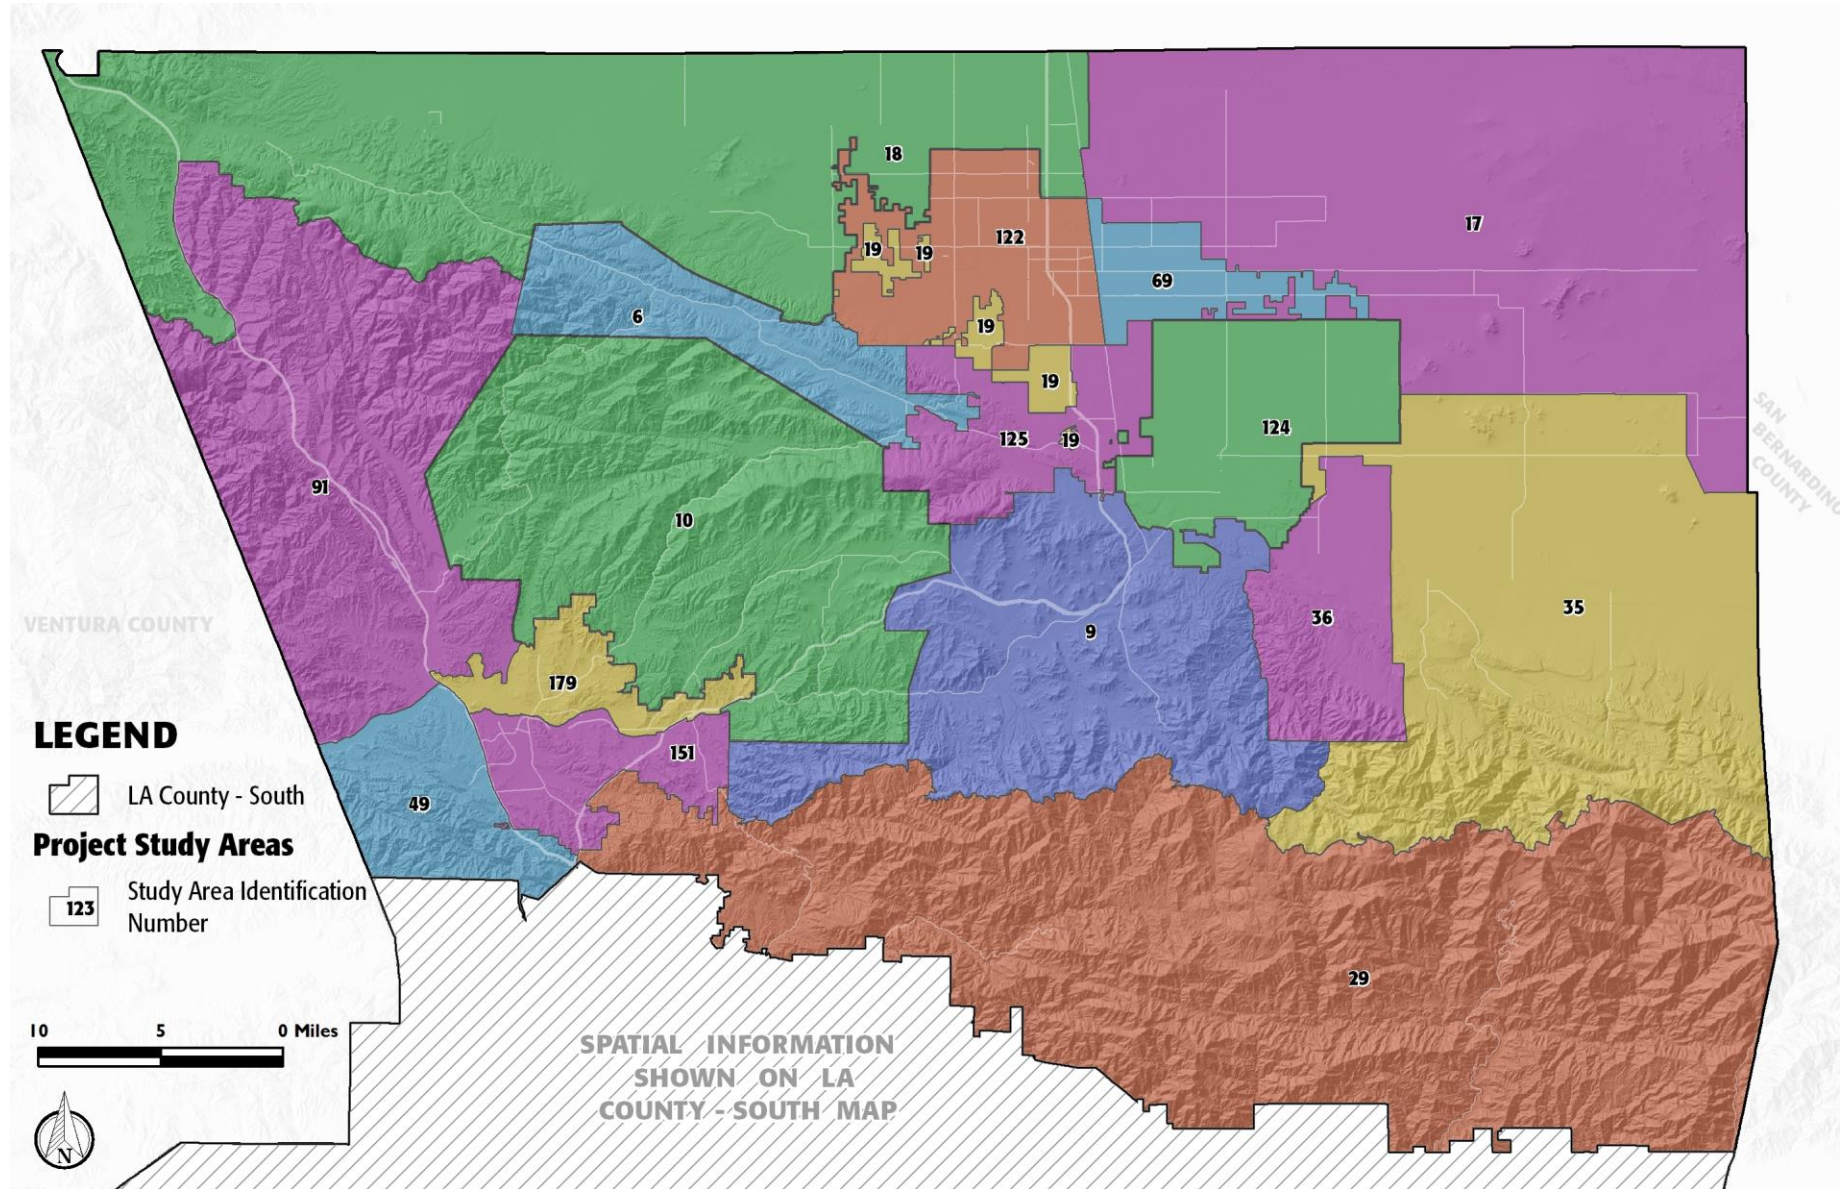 18
17
122
19
19
69
6
19
19
124
125
19
91
10
35
36
9
179
151
49
29
SAN
BERNARDINO
COUNTY
VENTURA COUNTY
LEGEND
LA County - South
Project Study Areas
123
Study Area Identification
Number
10 5 0 Miles
N
SPATIAL INFORMATION
SHOWN ON LA
COUNTY - SOUTH MAP